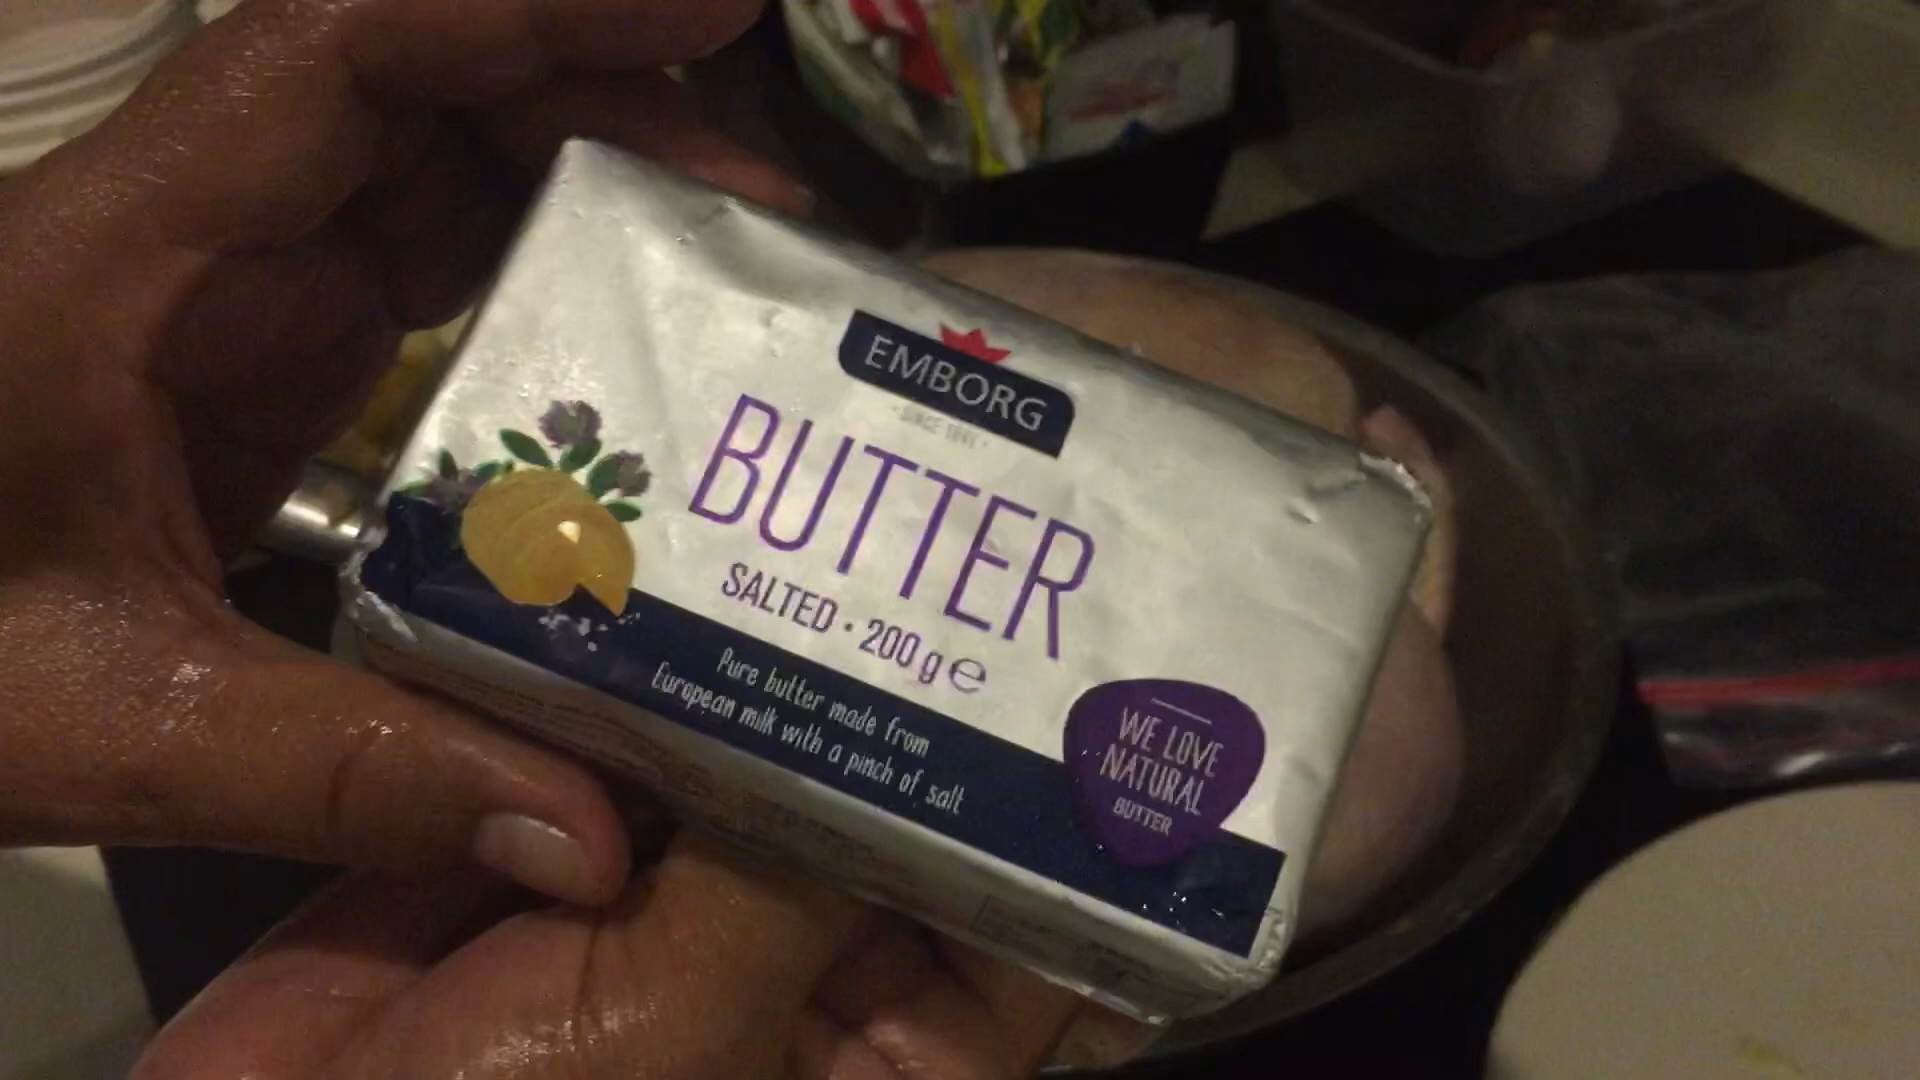 EMBORG
BUTTER
SALTED · 200 g ℮
Pure butter made from
European milk with a pinch of salt
WE LOVE
NATURAL
BUTTER